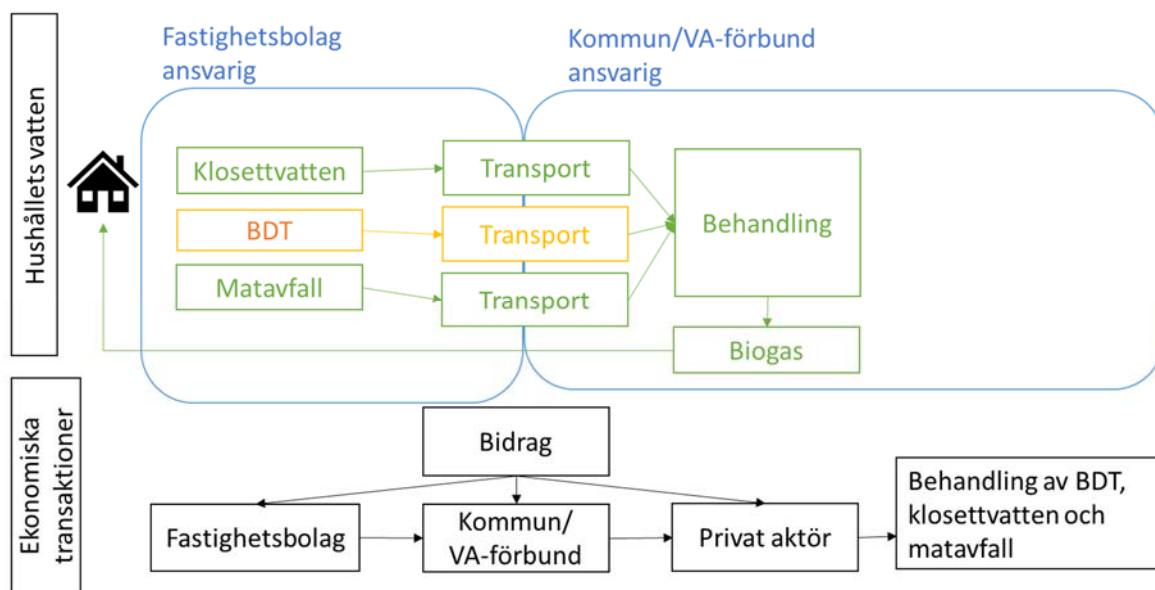 Hushållets vatten
Fastighetsbolag
ansvarig
Kommun/VA-förbund
ansvarig
Klosettvatten
Transport
BDT
Transport
Matavfall
Transport
Behandling
Biogas
Ekonomiska
transaktioner
Bidrag
Fastighetsbolag
Kommun/
VA-förbund
Privat aktör
Behandling av BDT,
klosettvatten och
matavfall